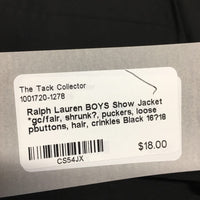 The Tack Collector
1001720-1278
Ralph Lauren BOYS Show Jacket
*gc/fair, shrunk?, puckers, loose
pbuttons, hair, crinkles Black 16?18
CS54JX
$18.00